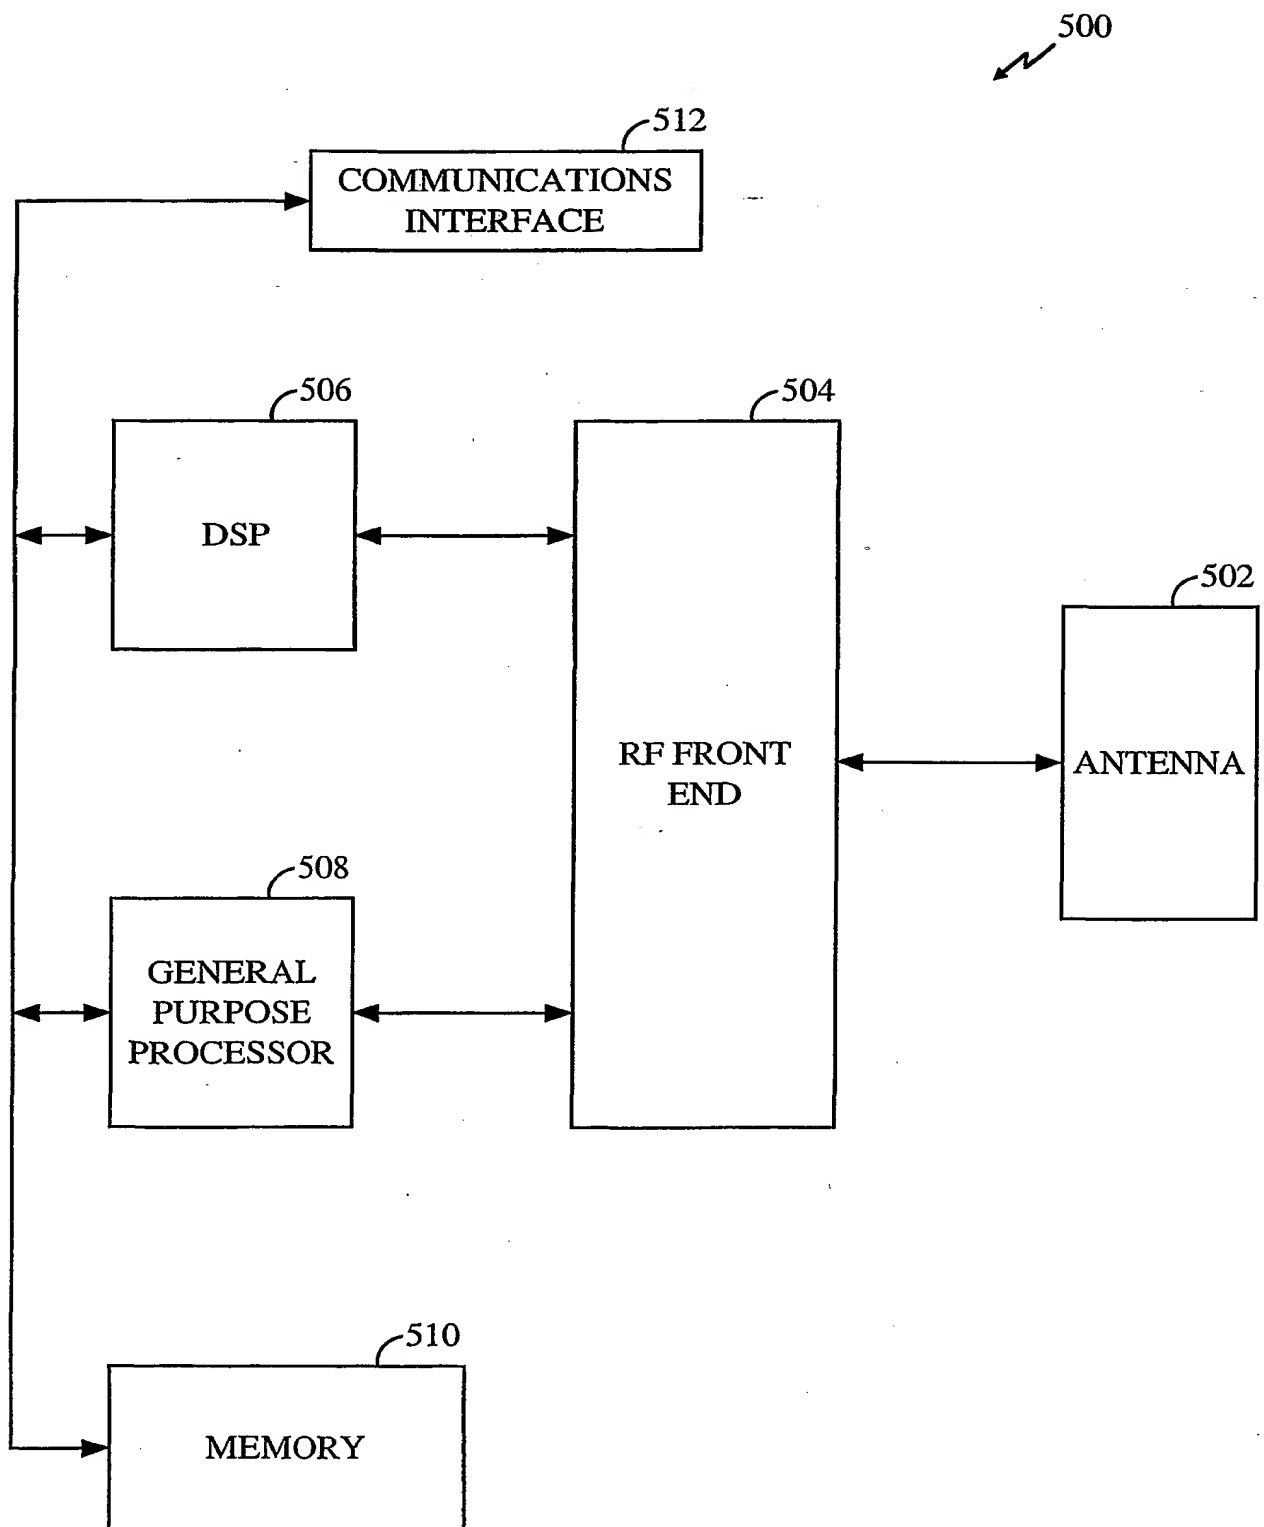 500
512
COMMUNICATIONS
INTERFACE
506
504
DSP
502
RF FRONT
END
ANTENNA
508
GENERAL
PURPOSE
PROCESSOR
510
MEMORY